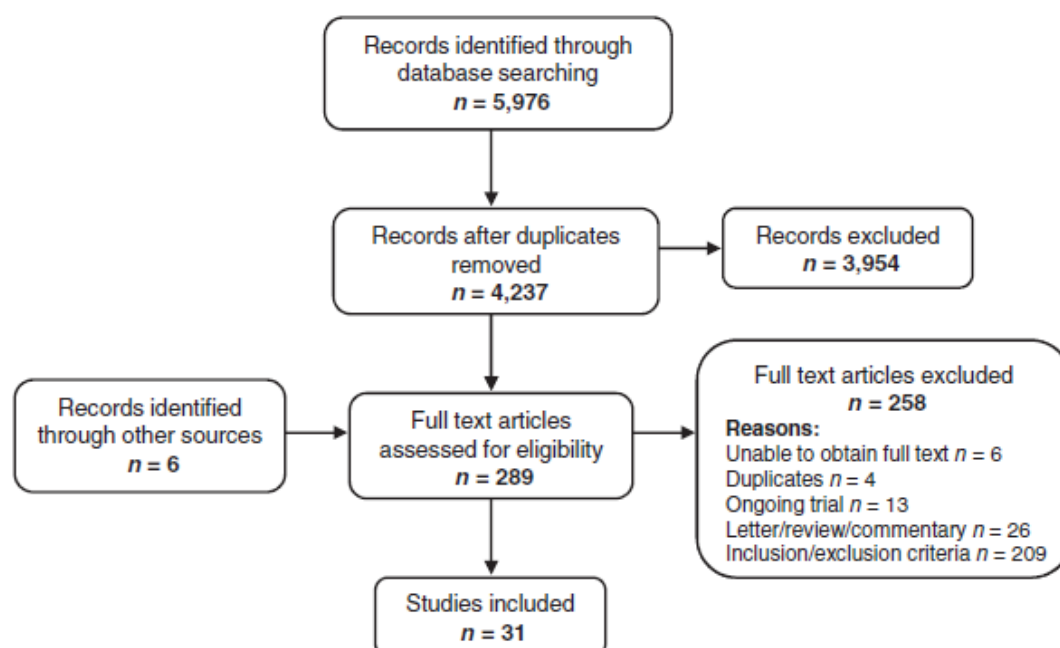 Records identified through
database searching
n = 5,976
Records after duplicates
removed
n = 4,237
Records excluded
n = 3,954
Records identified
through other sources
n = 6
Full text articles
assessed for eligibility
n = 289
Full text articles excluded
n = 258
Reasons:
Unable to obtain full text n = 6
Duplicates n = 4
Ongoing trial n = 13
Letter/review/commentary n = 26
Inclusion/exclusion criteria n = 209
Studies included
n = 31